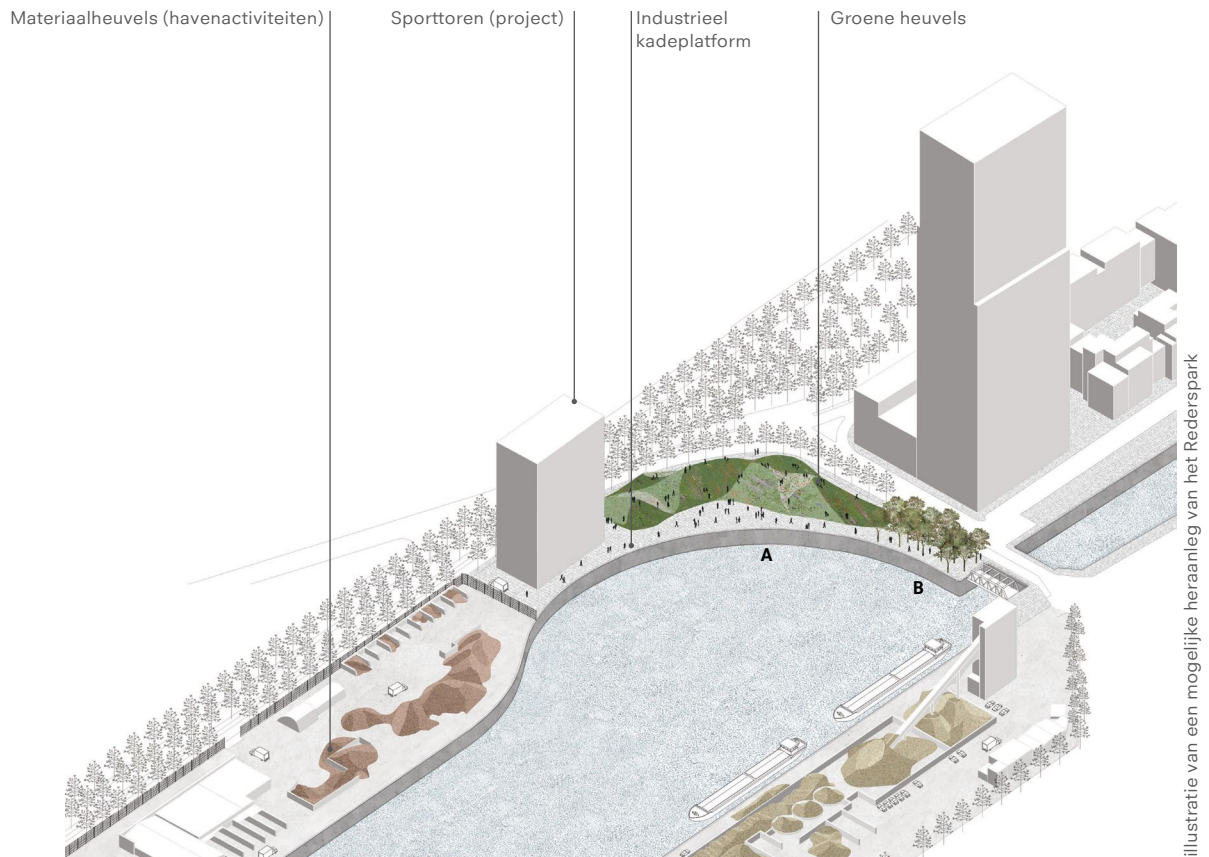 Materiaalheuvels (havenactiviteiten)
Sporttoren (project)
Industrieel
kadeplatform
Groene heuvels
A
B
illustratie van een mogelijke heraanleg van het Rederspark